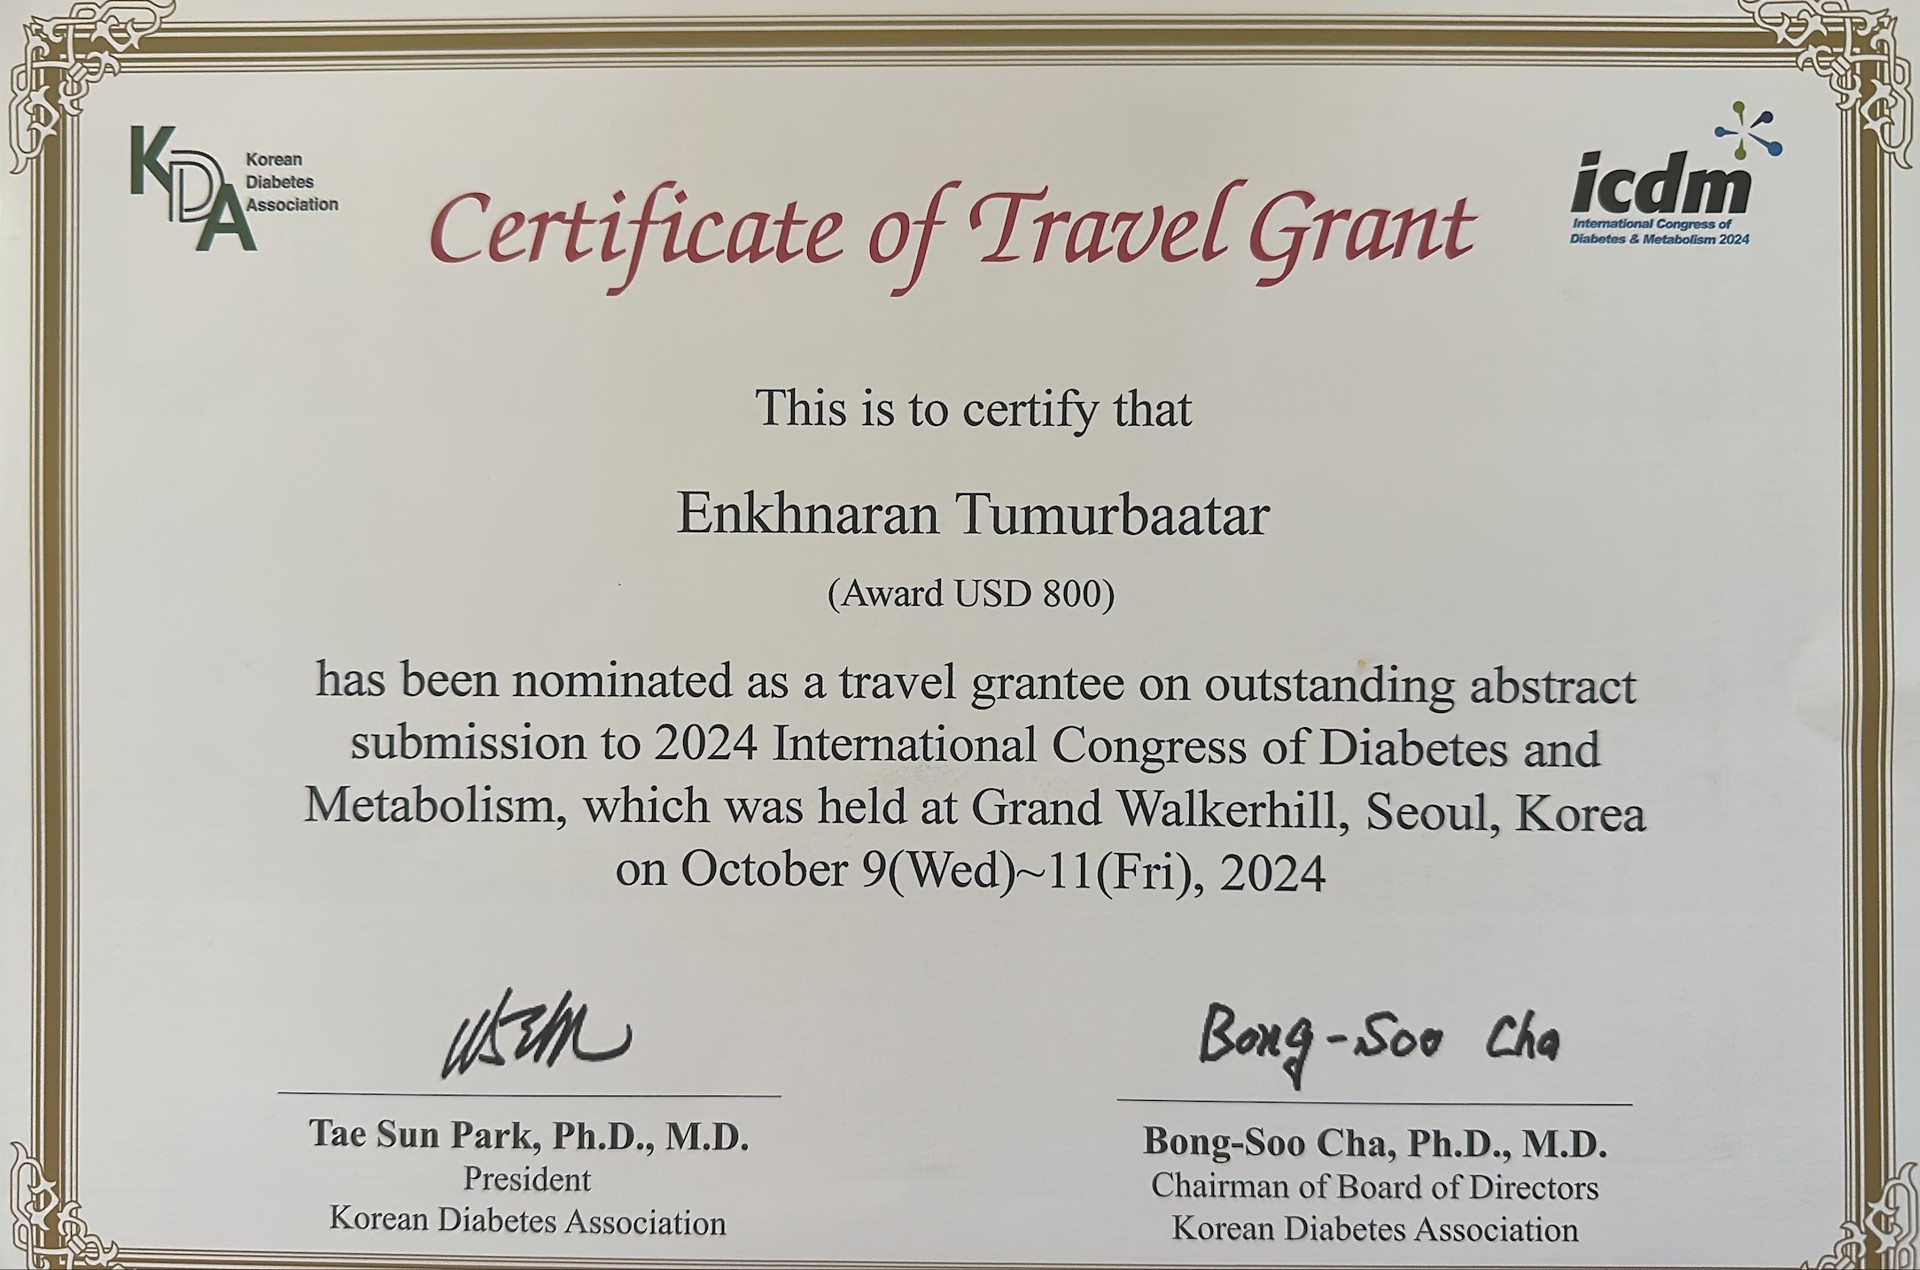 KDA
Korean
Diabetes
Association
Certificate of Travel Grant
icdm
International Congress of
Diabetes & Metabolism 2024
This is to certify that
Enkhnaran Tumurbaatar
(Award USD 800)
has been nominated as a travel grantee on outstanding abstract
submission to 2024 International Congress of Diabetes and
Metabolism, which was held at Grand Walkerhill, Seoul, Korea
on October 9(Wed)~11(Fri), 2024
Tae Sun Park, Ph.D., M.D.
President
Korean Diabetes Association
Bong-Soo Cha
Bong-Soo Cha, Ph.D., M.D.
Chairman of Board of Directors
Korean Diabetes Association